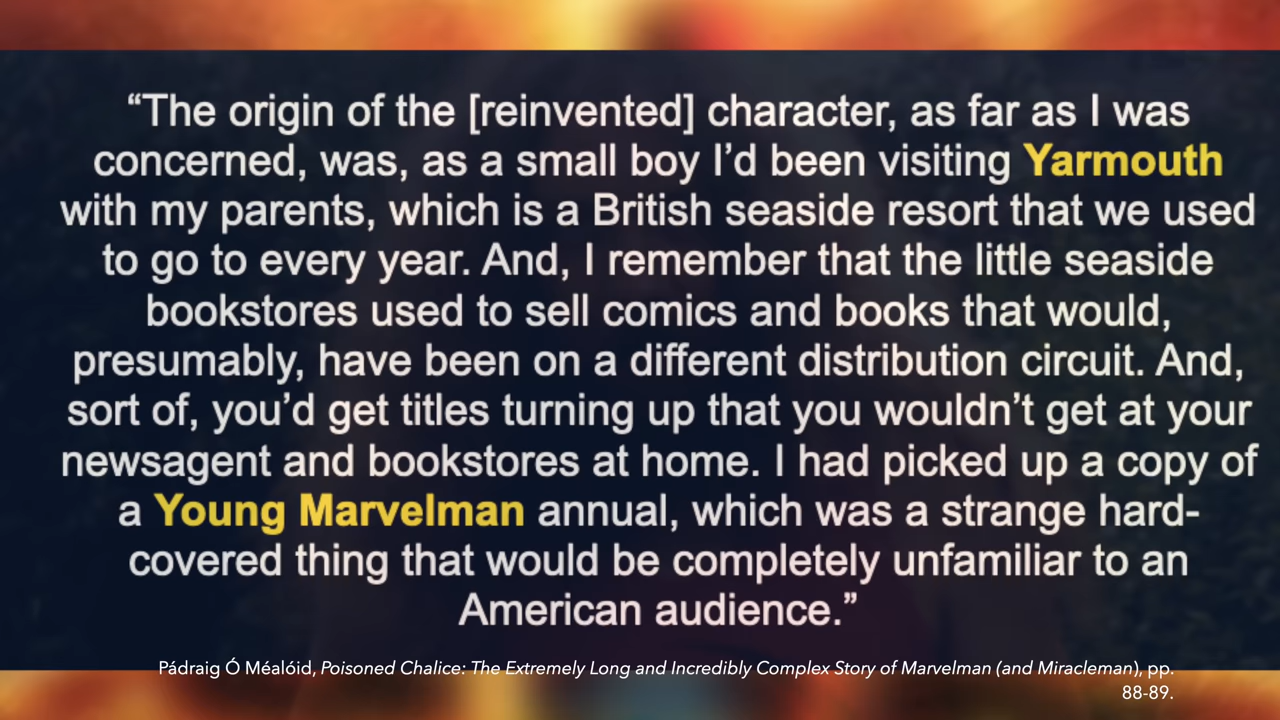 “The origin of the [reinvented] character, as far as I was
concerned, was, as a small boy I’d been visiting Yarmouth
with my parents, which is a British seaside resort that we used
to go to every year. And, I remember that the little seaside
bookstores used to sell comics and books that would,
presumably, have been on a different distribution circuit. And,
sort of, you’d get titles turning up that you wouldn’t get at your
newsagent and bookstores at home. I had picked up a copy of
a Young Marvelman annual, which was a strange hard-
covered thing that would be completely unfamiliar to an
American audience.”
Pádraig Ó Méalóid, Poisoned Chalice: The Extremely Long and Incredibly Complex Story of Marvelman (and Miracleman), pp.
88-89.